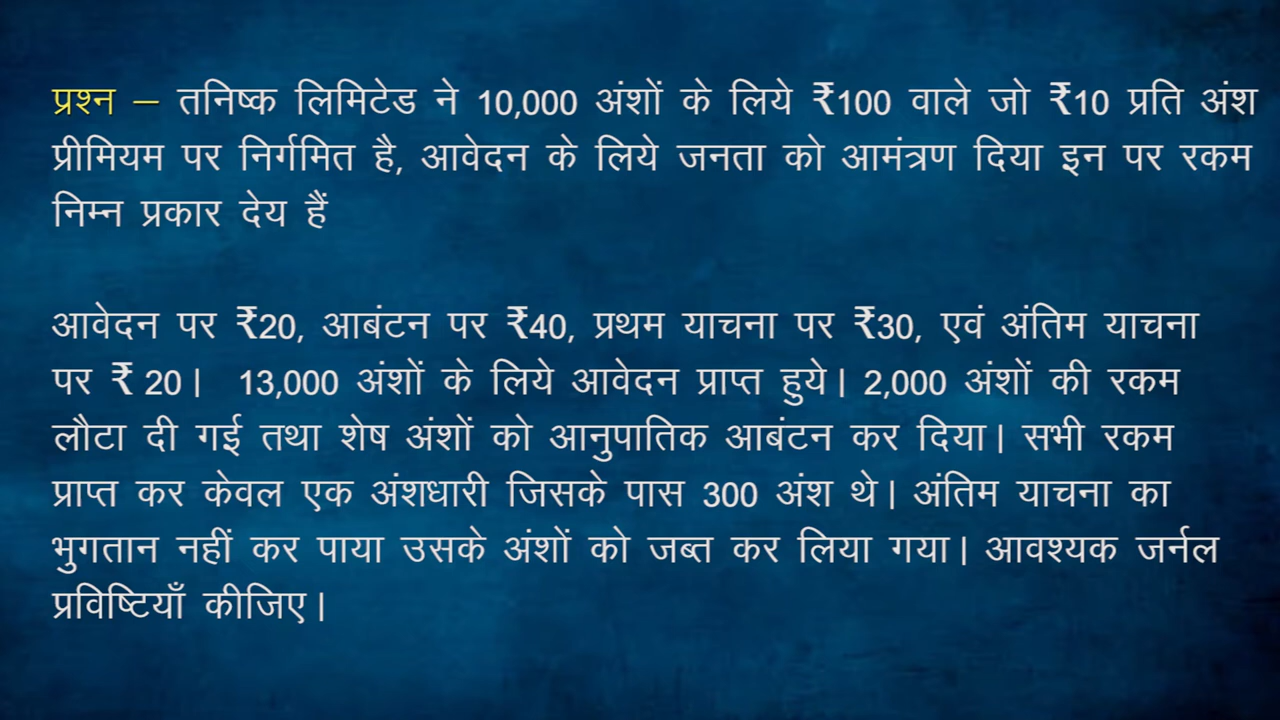 प्रश्न – तनिष्क लिमिटेड ने 10,000 अंशों के लिये ₹100 वाले जो ₹10 प्रति अंश
प्रीमियम पर निर्गमित है, आवेदन के लिये जनता को आमंत्रण दिया इन पर रकम
निम्न प्रकार देय हैं
आवेदन पर ₹20, आबंटन पर ₹40, प्रथम याचना पर ₹30, एवं अंतिम याचना
पर ₹ 20। 13,000 अंशों के लिये आवेदन प्राप्त हुये। 2,000 अंशों की रकम
लौटा दी गई तथा शेष अंशों को आनुपातिक आबंटन कर दिया। सभी रकम
प्राप्त कर केवल एक अंशधारी जिसके पास 300 अंश थे। अंतिम याचना का
भुगतान नहीं कर पाया उसके अंशों को जब्त कर लिया गया। आवश्यक जर्नल
प्रविष्टियाँ कीजिए।